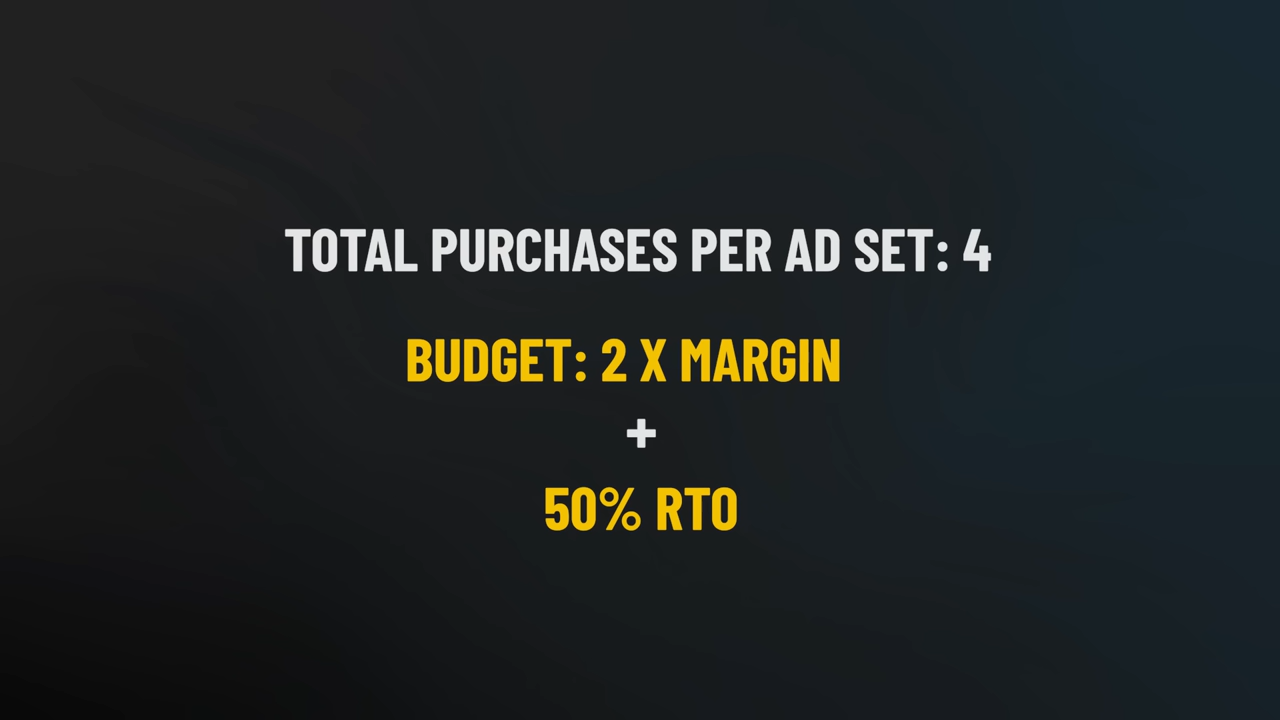 TOTAL PURCHASES PER AD SET: 4
BUDGET: 2 X MARGIN
+
50% RTO